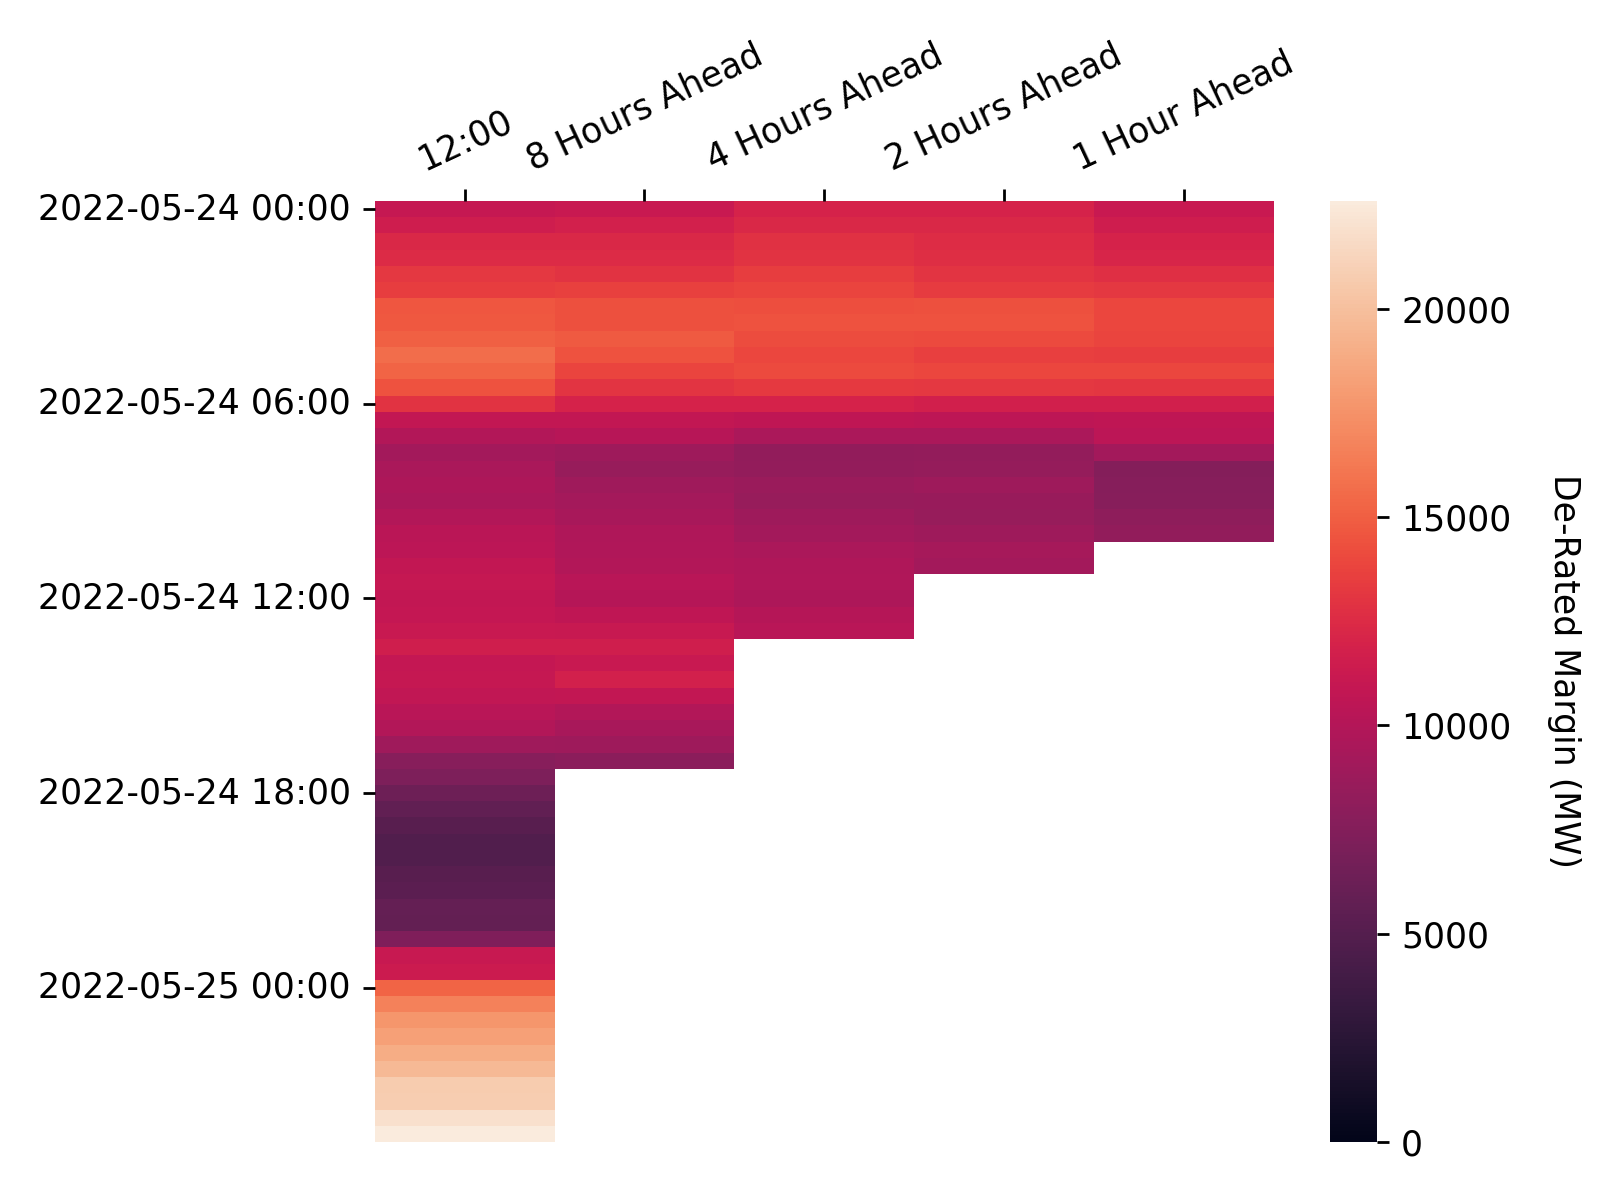 12:00
8 Hours Ahead
4 Hours Ahead
2 Hours Ahead
1 Hour Ahead
2022-05-24 00:00
2022-05-24 06:00
2022-05-24 12:00
2022-05-24 18:00
2022-05-25 00:00
20000
15000
10000
5000
0
De-Rated Margin (MW)